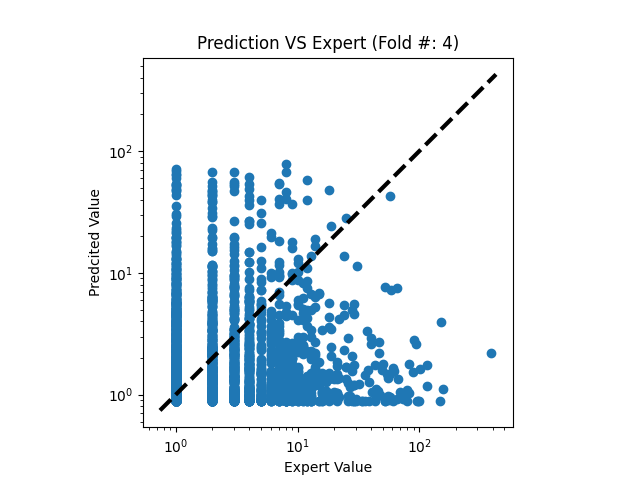 Prediction VS Expert (Fold #: 4)
10²
10¹
10⁰
Predcited Value
10⁰ 10¹ 10²
Expert Value